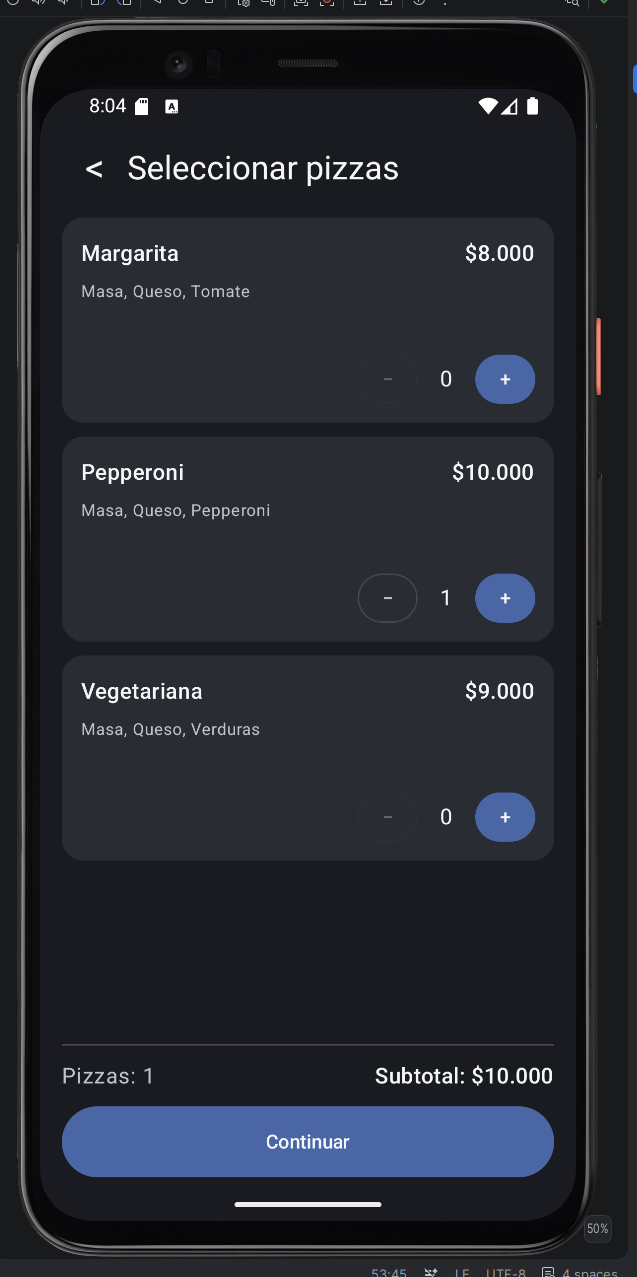 8:04 A
< Seleccionar pizzas
Margarita $8.000
Masa, Queso, Tomate
− 0 +
Pepperoni $10.000
Masa, Queso, Pepperoni
− 1 +
Vegetariana $9.000
Masa, Queso, Verduras
− 0 +
Pizzas: 1 Subtotal: $10.000
Continuar
50%
53:45 LF UTF-8 4 spaces